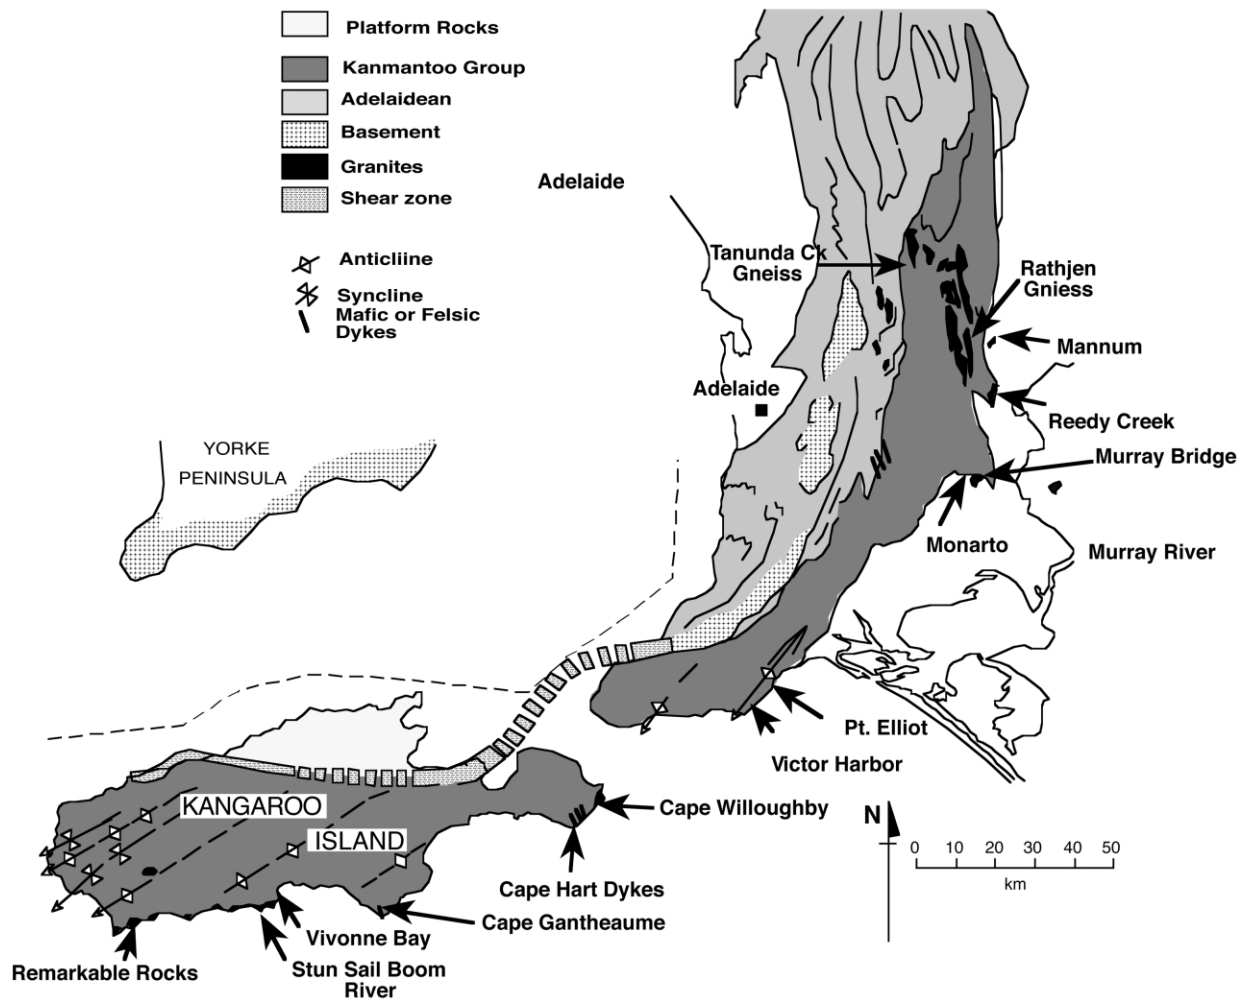 Platform Rocks
Kanmantoo Group
Adelaidean
Basement
Granites
Shear zone
Anticliine
Syncline
Mafic or Felsic
Dykes
Adelaide
Tanunda Ck
Gneiss
Rathjen
Gniess
Mannum
Adelaide
Reedy Creek
Murray Bridge
YORKE
PENINSULA
Monarto
Murray River
Pt. Elliot
Victor Harbor
KANGAROO
ISLAND
Cape Willoughby
N
0 10 20 30 40 50
km
Cape Hart Dykes
Cape Gantheaume
Vivonne Bay
Remarkable Rocks
Stun Sail Boom
River